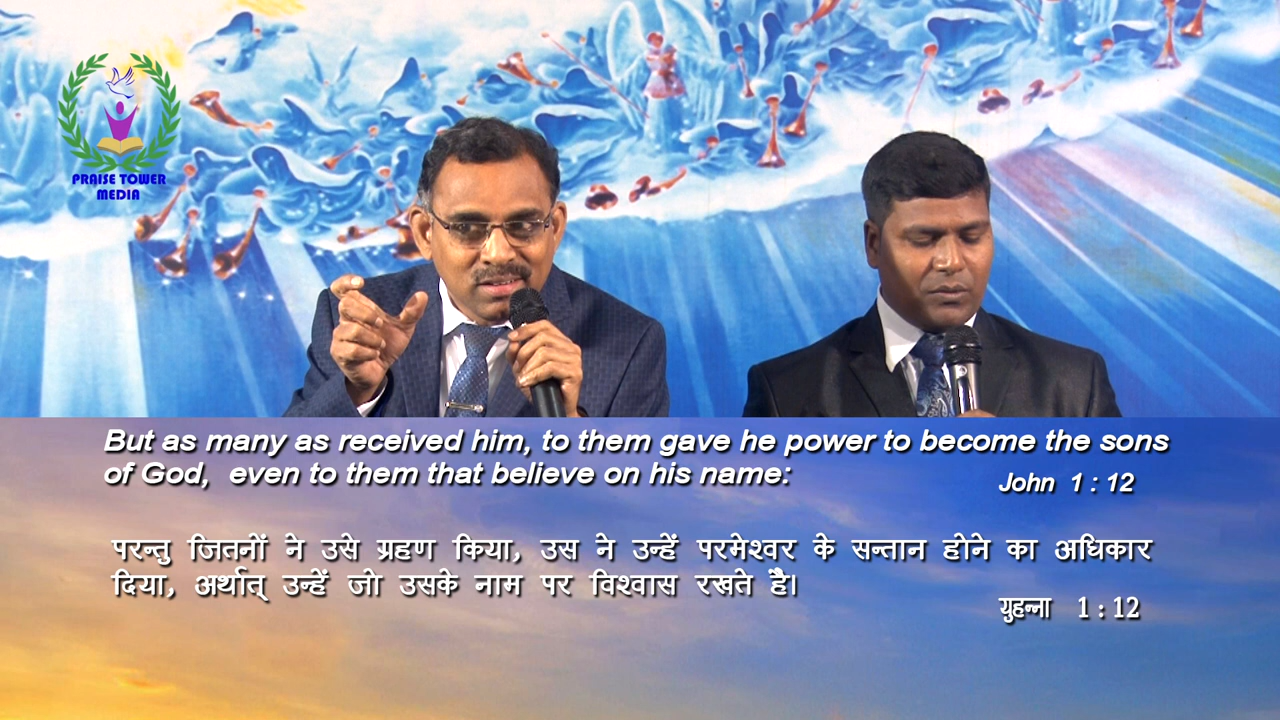 PRAISE TOWER
MEDIA
But as many as received him, to them gave he power to become the sons
of God, even to them that believe on his name:
John 1 : 12
परन्तु जितनों ने उसे ग्रहण किया, उस ने उन्हें परमेश्वर के सन्तान होने का अधिकार
दिया, अर्थात् उन्हें जो उसके नाम पर विश्वास रखते हैं।
युहन्ना 1 : 12